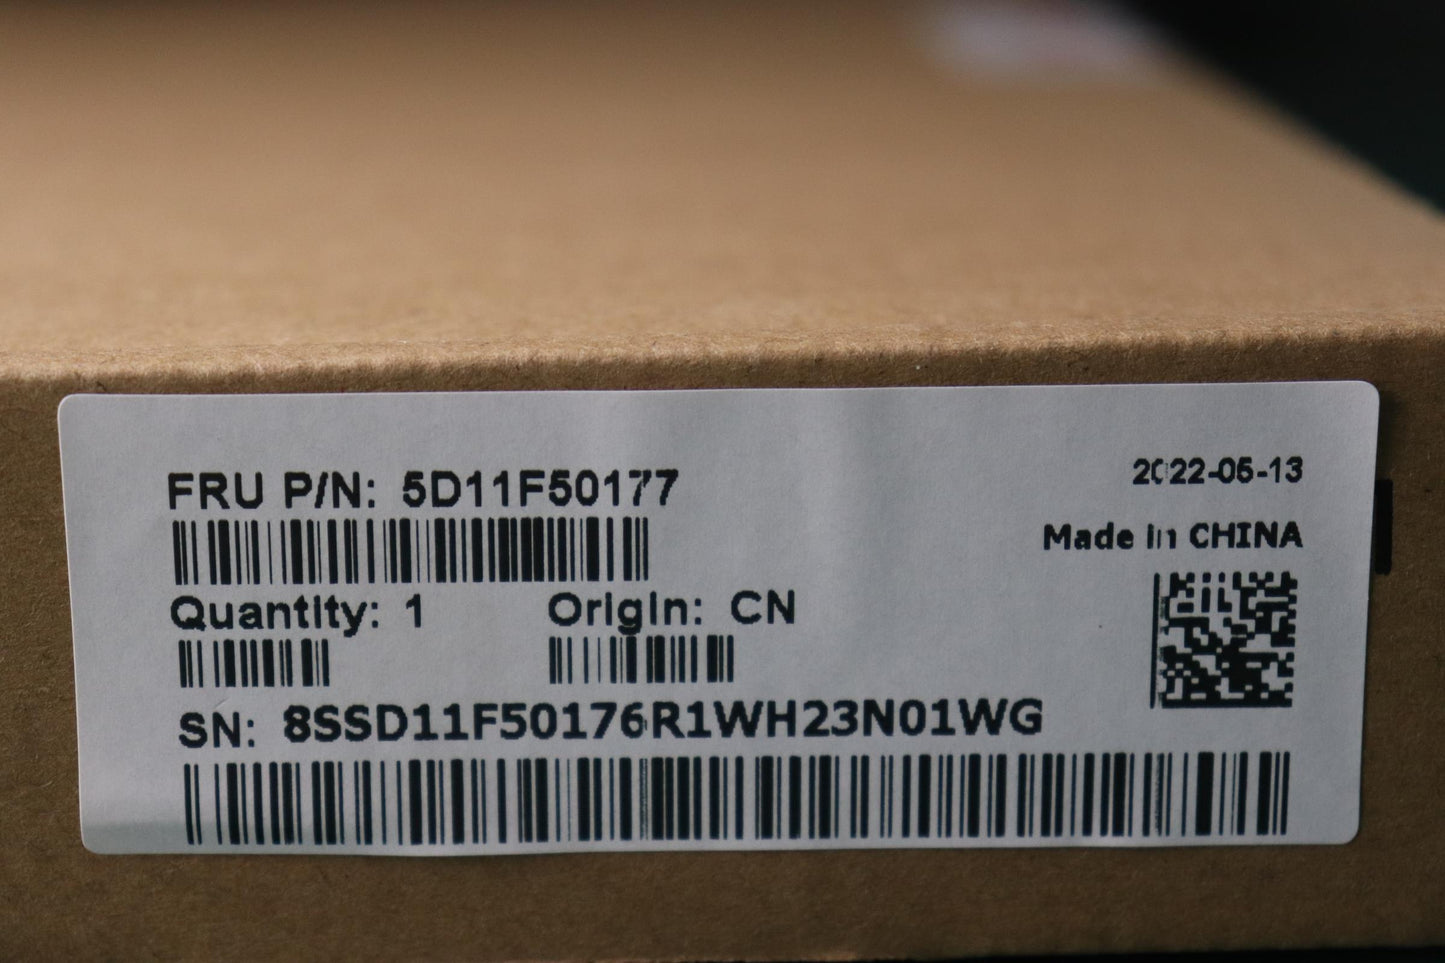 FRU P/N: 5D11F50177
2022-05-13
Made in CHINA
Quantity: 1
Origin: CN
SN: 8SSD11F50176R1WH23N01WG